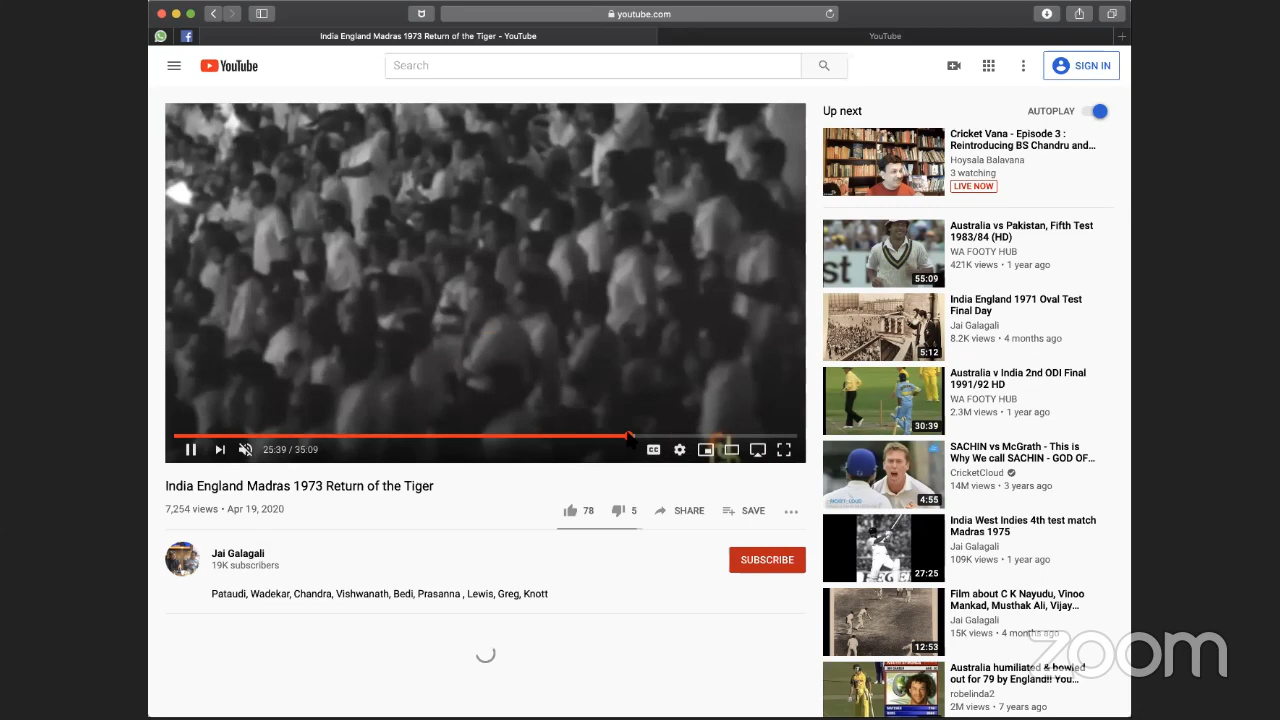 youtube.com
India England Madras 1973 Return of the Tiger - YouTube
YouTube
YouTube
Search
SIGN IN
25:39 / 35:09
India England Madras 1973 Return of the Tiger
7,254 views • Apr 19, 2020
78
5
SHARE
SAVE
Jai Galagali
19K subscribers
SUBSCRIBE
Pataudi, Wadekar, Chandra, Vishwanath, Bedi, Prasanna , Lewis, Greg, Knott
Up next
AUTOPLAY
Cricket Vana - Episode 3 :
Reintroducing BS Chandru and...
Hoysala Balavana
3 watching
LIVE NOW
Australia vs Pakistan, Fifth Test
1983/84 (HD)
WA FOOTY HUB
421K views • 1 year ago
55:09
India England 1971 Oval Test
Final Day
Jai Galagali
8.2K views • 4 months ago
5:12
Australia v India 2nd ODI Final
1991/92 HD
WA FOOTY HUB
2.3M views • 1 year ago
30:39
SACHIN vs McGrath - This is
Why We call SACHIN - GOD OF...
CricketCloud
14M views • 3 years ago
4:55
India West Indies 4th test match
Madras 1975
Jai Galagali
109K views • 1 year ago
27:25
Film about C K Nayudu, Vinoo
Mankad, Musthak Ali, Vijay...
Jai Galagali
15K views • 4 months ago
12:53
Australia humiliated & bowled
out for 79 by England!! You...
robelinda2
2M views • 7 years ago
zoom